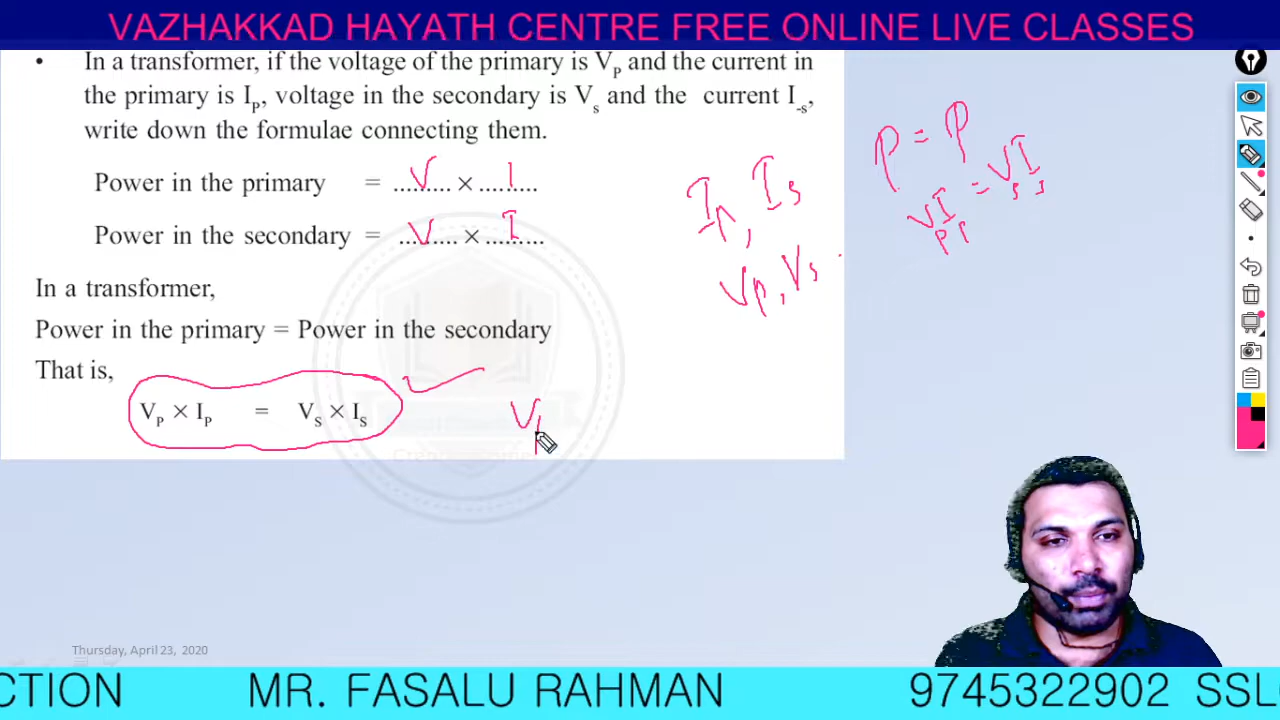 VAZHAKKAD HAYATH CENTRE FREE ONLINE LIVE CLASSES
• In a transformer, if the voltage of the primary is VP and the current in
the primary is IP, voltage in the secondary is Vs and the current I-s,
write down the formulae connecting them.
Power in the primary = ....V.... × ....I....
Power in the secondary = ....V.... × ....I....
In a transformer,
Power in the primary = Power in the secondary
That is,
VP × IP = VS × IS
Ip, Is
Vp, Vs
P = P
VpIp = VsIs
V
Thursday, April 23, 2020
CTION MR. FASALU RAHMAN 9745322902 SSL